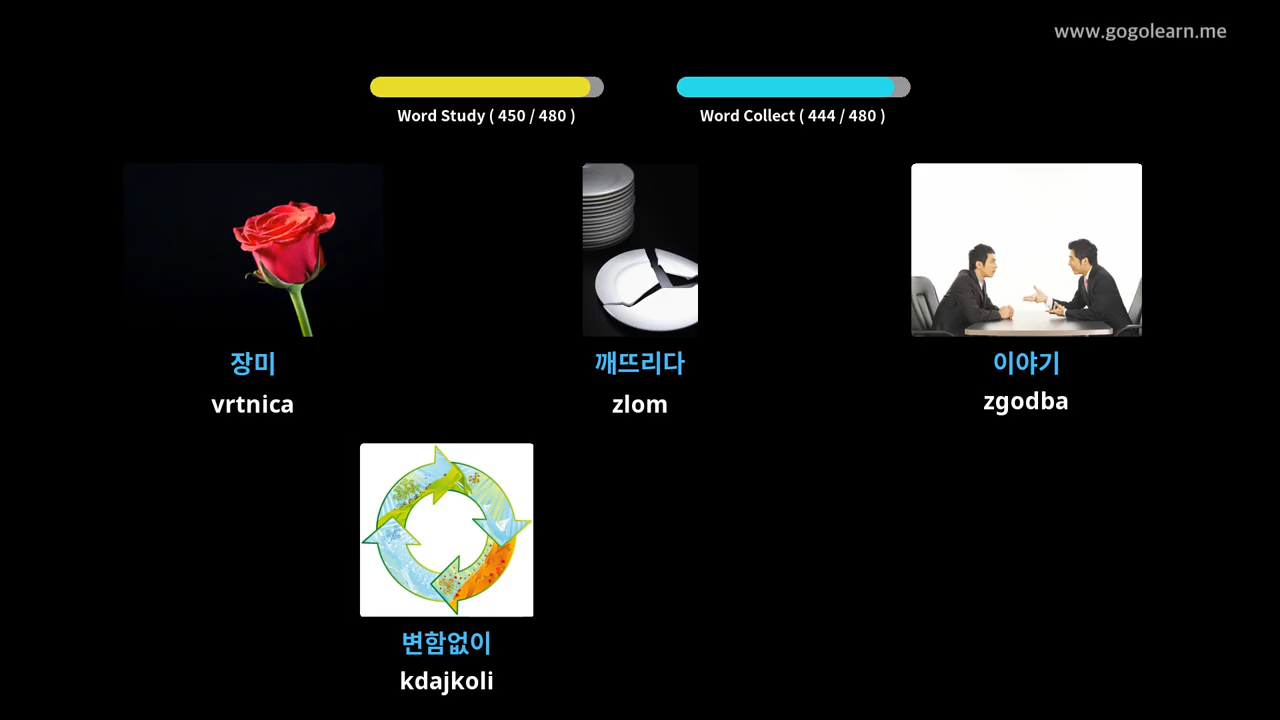 www.gogolearn.me
Word Study ( 450 / 480 )
Word Collect ( 444 / 480 )
장미
깨뜨리다
이야기
vrtnica
zlom
zgodba
변함없이
kdajkoli